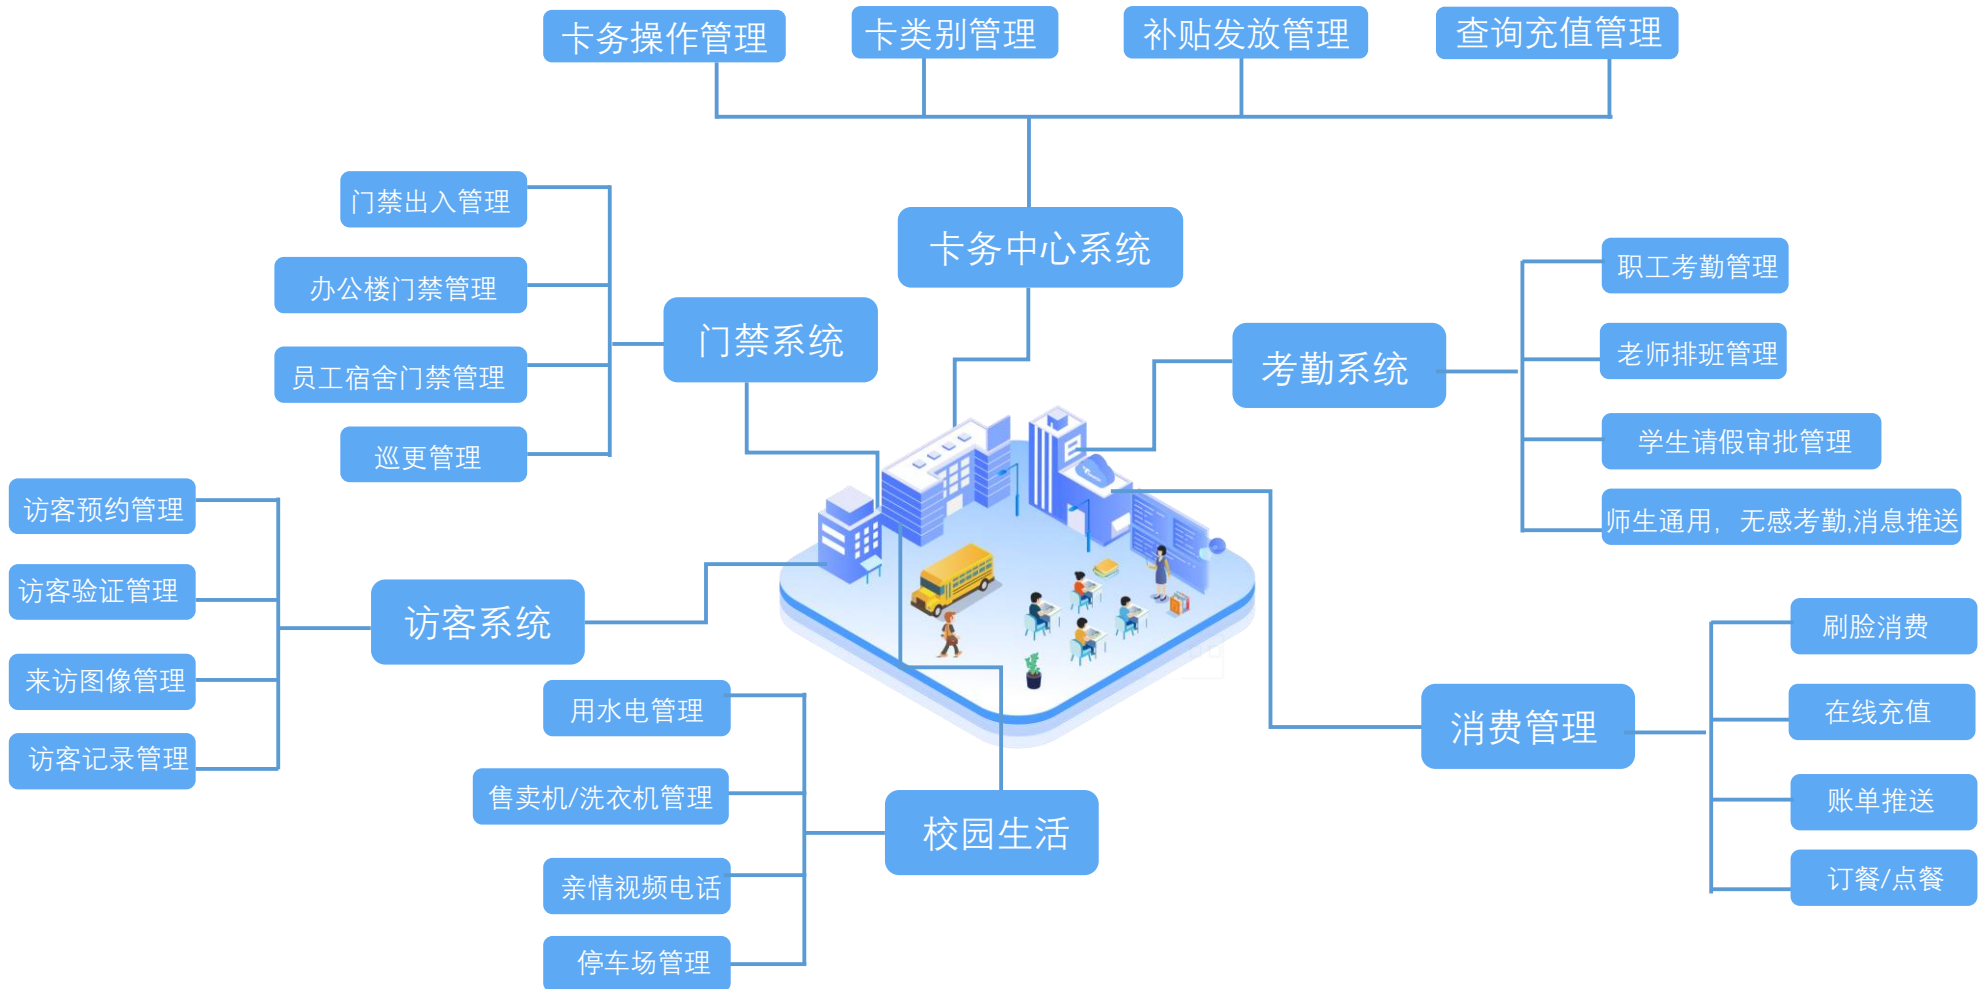 卡务操作管理
卡类别管理
补贴发放管理
查询充值管理
卡务中心系统
门禁出入管理
办公楼门禁管理
员工宿舍门禁管理
巡更管理
门禁系统
考勤系统
职工考勤管理
老师排班管理
学生请假审批管理
师生通用，无感考勤,消息推送
访客预约管理
访客验证管理
来访图像管理
访客记录管理
访客系统
用水电管理
售卖机/洗衣机管理
亲情视频电话
停车场管理
校园生活
消费管理
刷脸消费
在线充值
账单推送
订餐/点餐